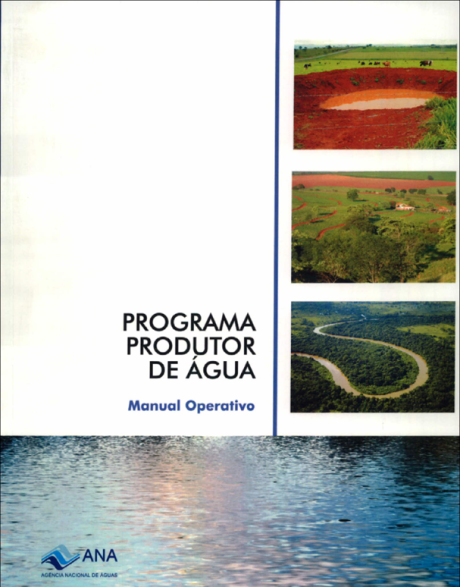 PROGRAMA
PRODUTOR
DE ÁGUA
Manual Operativo
ANA
AGÊNCIA NACIONAL DE ÁGUAS